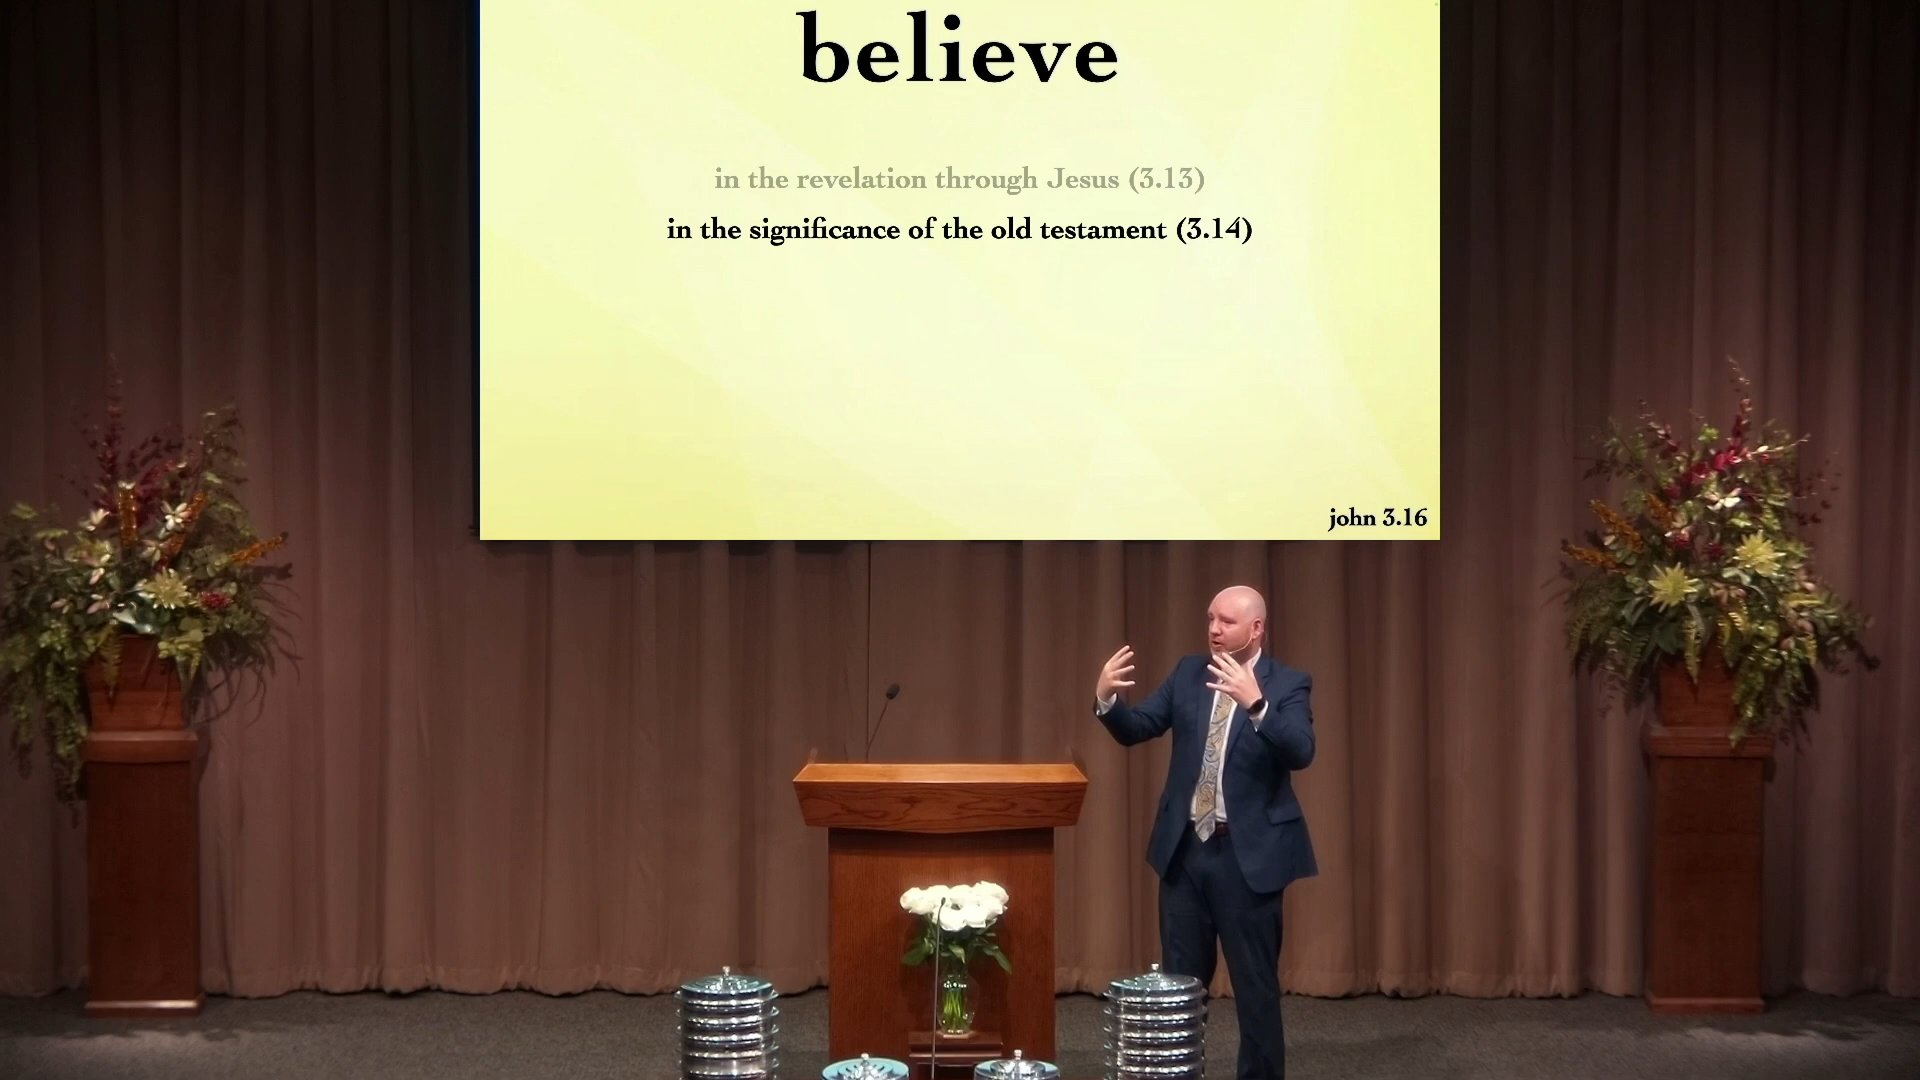 believe
in the revelation through Jesus (3.13)
in the significance of the old testament (3.14)
john 3.16